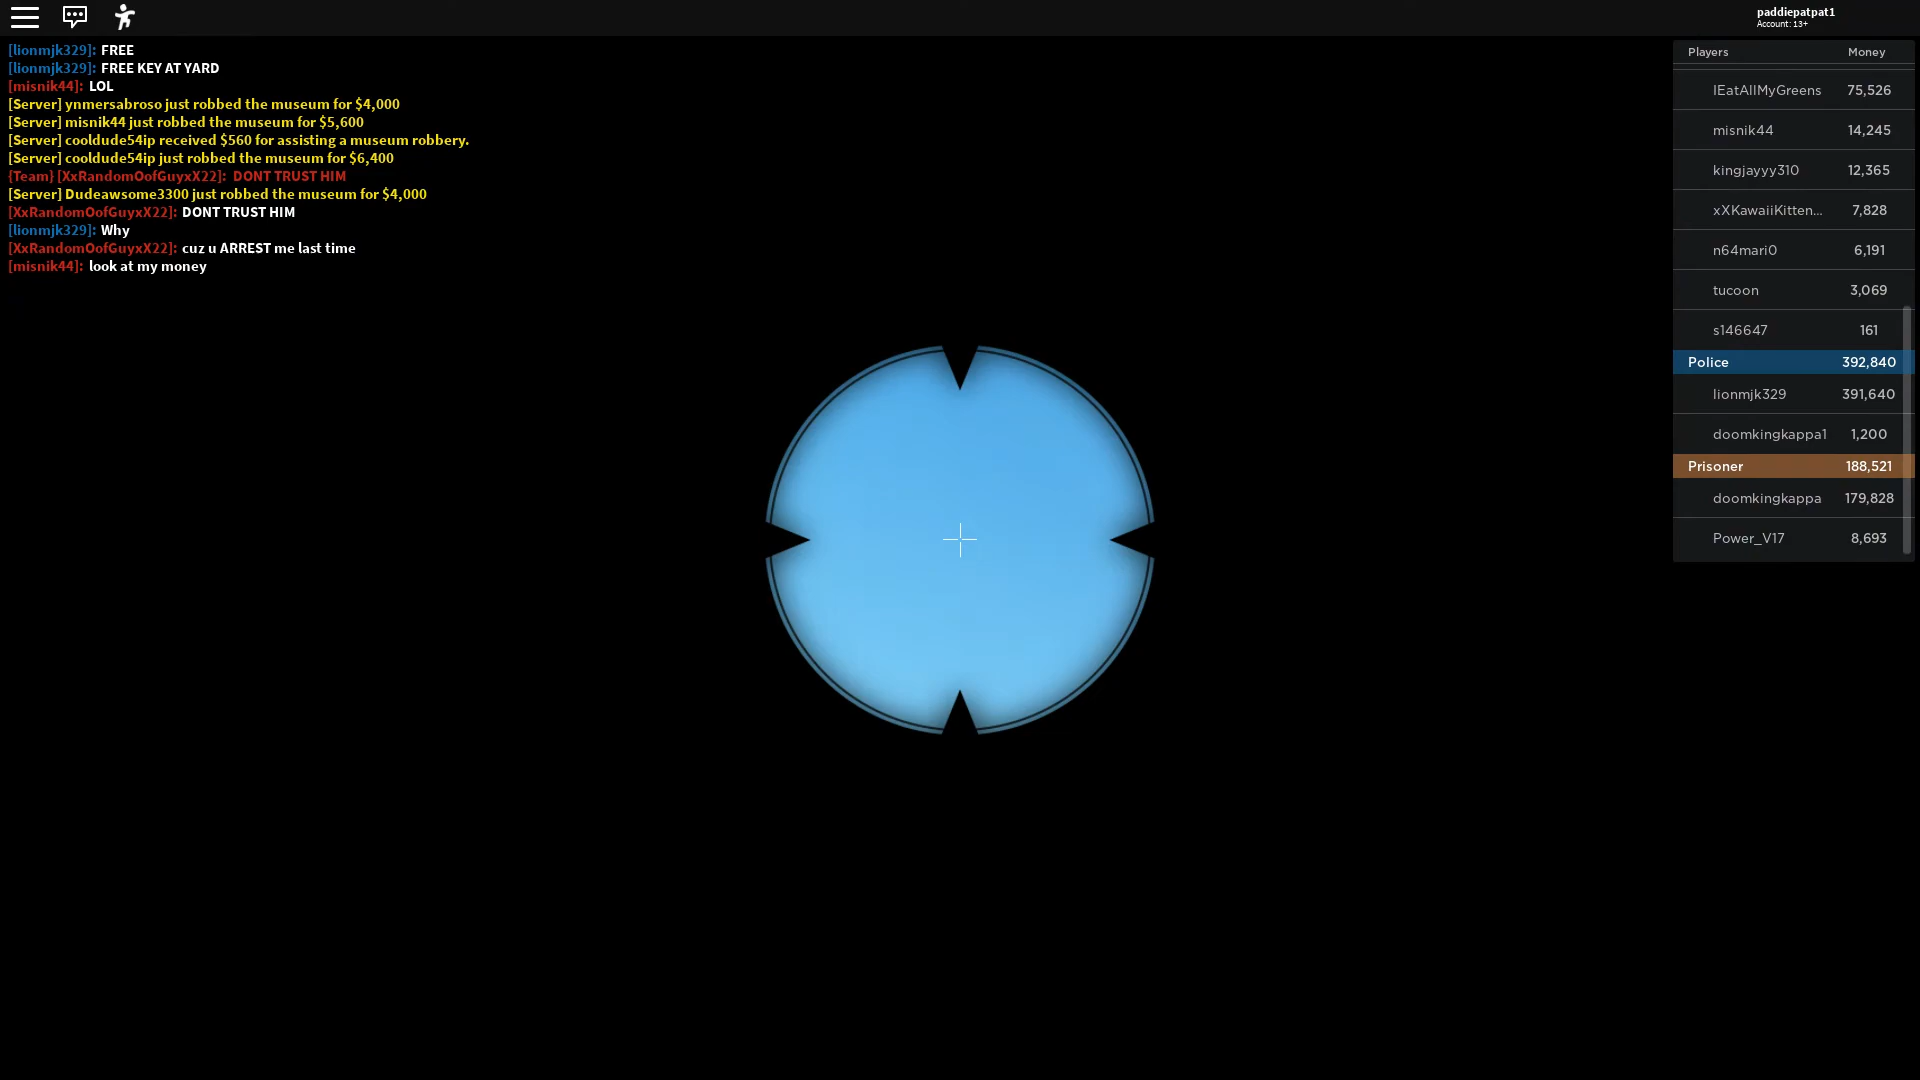 paddiepatpat1
Account: 13+
[lionmjk329]: FREE
[lionmjk329]: FREE KEY AT YARD
[misnik44]: LOL
[Server] ynmersabroso just robbed the museum for $4,000
[Server] misnik44 just robbed the museum for $5,600
[Server] cooldude54ip received $560 for assisting a museum robbery.
[Server] cooldude54ip just robbed the museum for $6,400
{Team} [XxRandomOofGuyxX22]: DONT TRUST HIM
[Server] Dudeawsome3300 just robbed the museum for $4,000
[XxRandomOofGuyxX22]: DONT TRUST HIM
[lionmjk329]: Why
[XxRandomOofGuyxX22]: cuz u ARREST me last time
[misnik44]: look at my money
Players Money
IEatAllMyGreens 75,526
misnik44 14,245
kingjayyy310 12,365
xXKawaiiKitten... 7,828
n64mari0 6,191
tucoon 3,069
s146647 161
Police 392,840
lionmjk329 391,640
doomkingkappa1 1,200
Prisoner 188,521
doomkingkappa 179,828
Power_V17 8,693